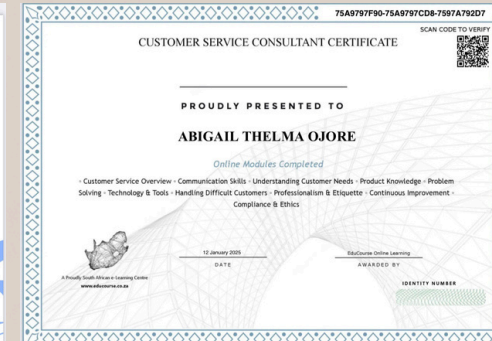 75A9797F90-75A9797CD8-7597A792D7
SCAN CODE TO VERIFY
CUSTOMER SERVICE CONSULTANT CERTIFICATE
PROUDLY PRESENTED TO
ABIGAIL THELMA OJORE
Online Modules Completed
- Customer Service Overview - Communication Skills - Understanding Customer Needs - Product Knowledge - Problem
Solving - Technology & Tools - Handling Difficult Customers - Professionalism & Etiquette - Continuous Improvement -
Compliance & Ethics
12 January 2025
DATE
EduCourse Online Learning
AWARDED BY
A Proudly South African e-Learning Centre
www.educourse.co.za
IDENTITY NUMBER